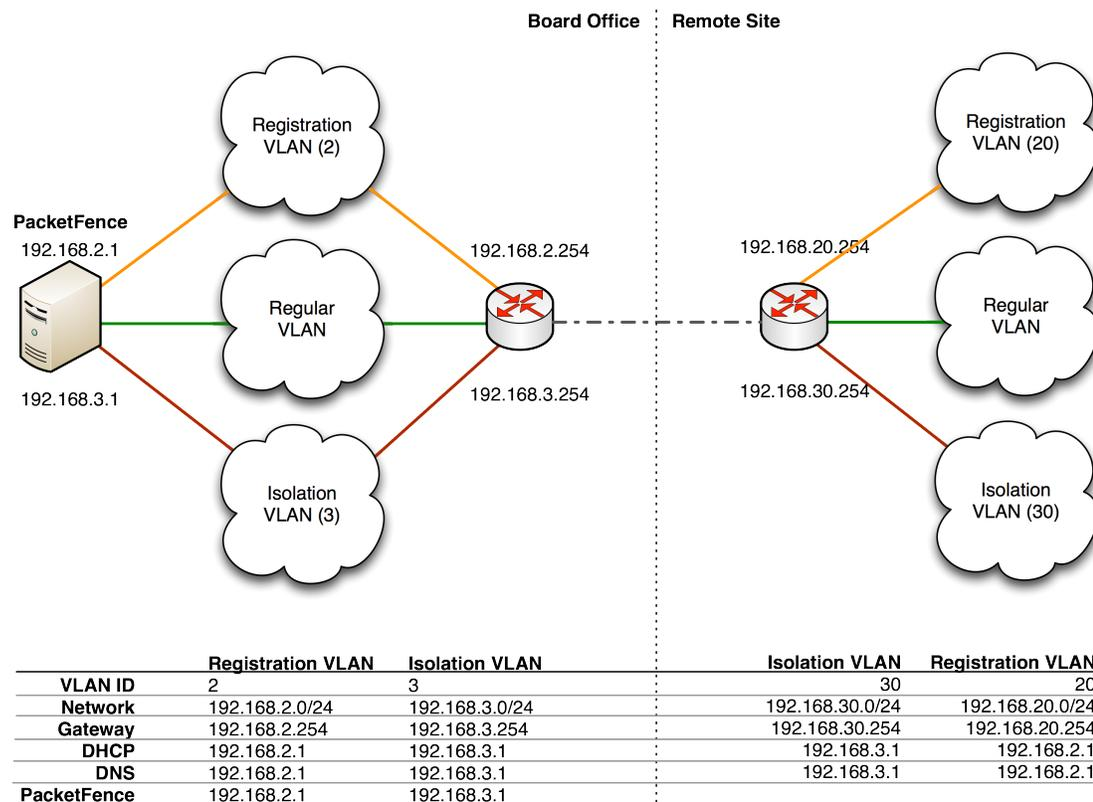 Board Office
Remote Site
Registration
VLAN (2)
Registration
VLAN (20)
PacketFence
192.168.2.1
192.168.2.254
192.168.20.254
Regular
VLAN
Regular
VLAN
192.168.3.1
192.168.3.254
192.168.30.254
Isolation
VLAN (3)
Isolation
VLAN (30)
Registration VLAN Isolation VLAN Isolation VLAN Registration VLAN
VLAN ID 2 3 30 20
Network 192.168.2.0/24 192.168.3.0/24 192.168.30.0/24 192.168.20.0/24
Gateway 192.168.2.254 192.168.3.254 192.168.30.254 192.168.20.254
DHCP 192.168.2.1 192.168.3.1 192.168.3.1 192.168.2.1
DNS 192.168.2.1 192.168.3.1 192.168.3.1 192.168.2.1
PacketFence 192.168.2.1 192.168.3.1